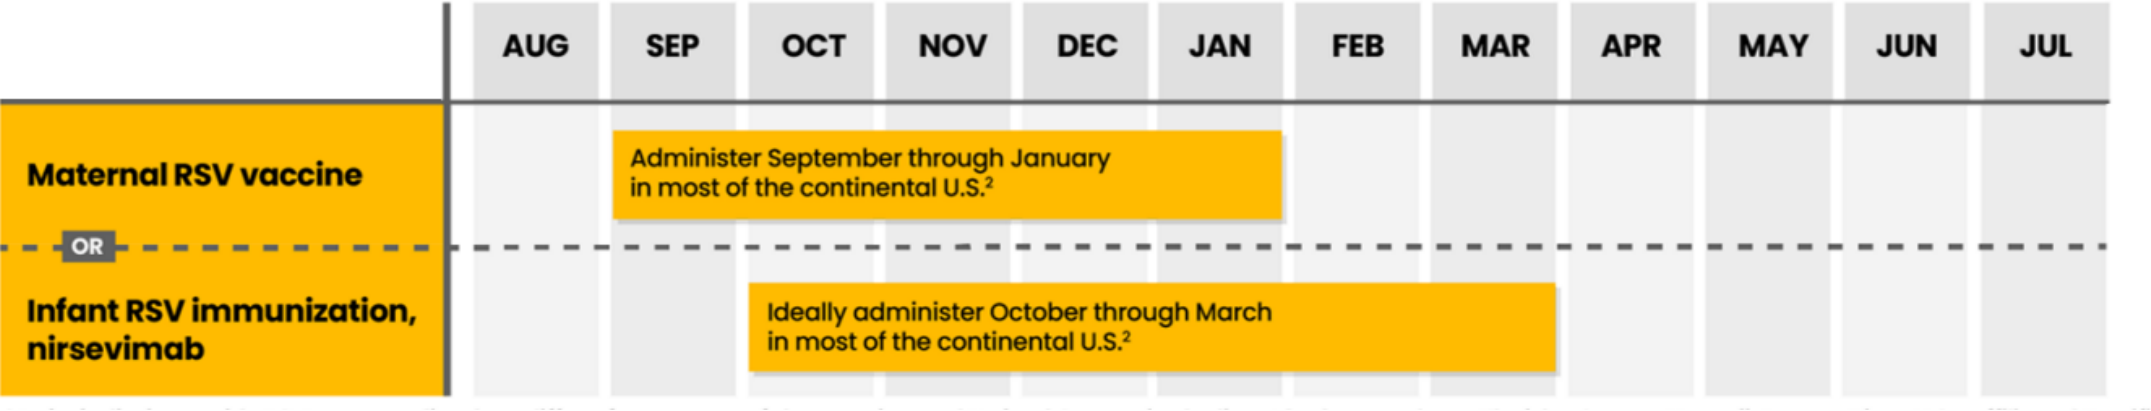 AUG SEP OCT NOV DEC JAN FEB MAR APR MAY JUN JUL
Maternal RSV vaccine
Administer September through January
in most of the continental U.S.²
OR
Infant RSV immunization,
nirsevimab
Ideally administer October through March
in most of the continental U.S.²